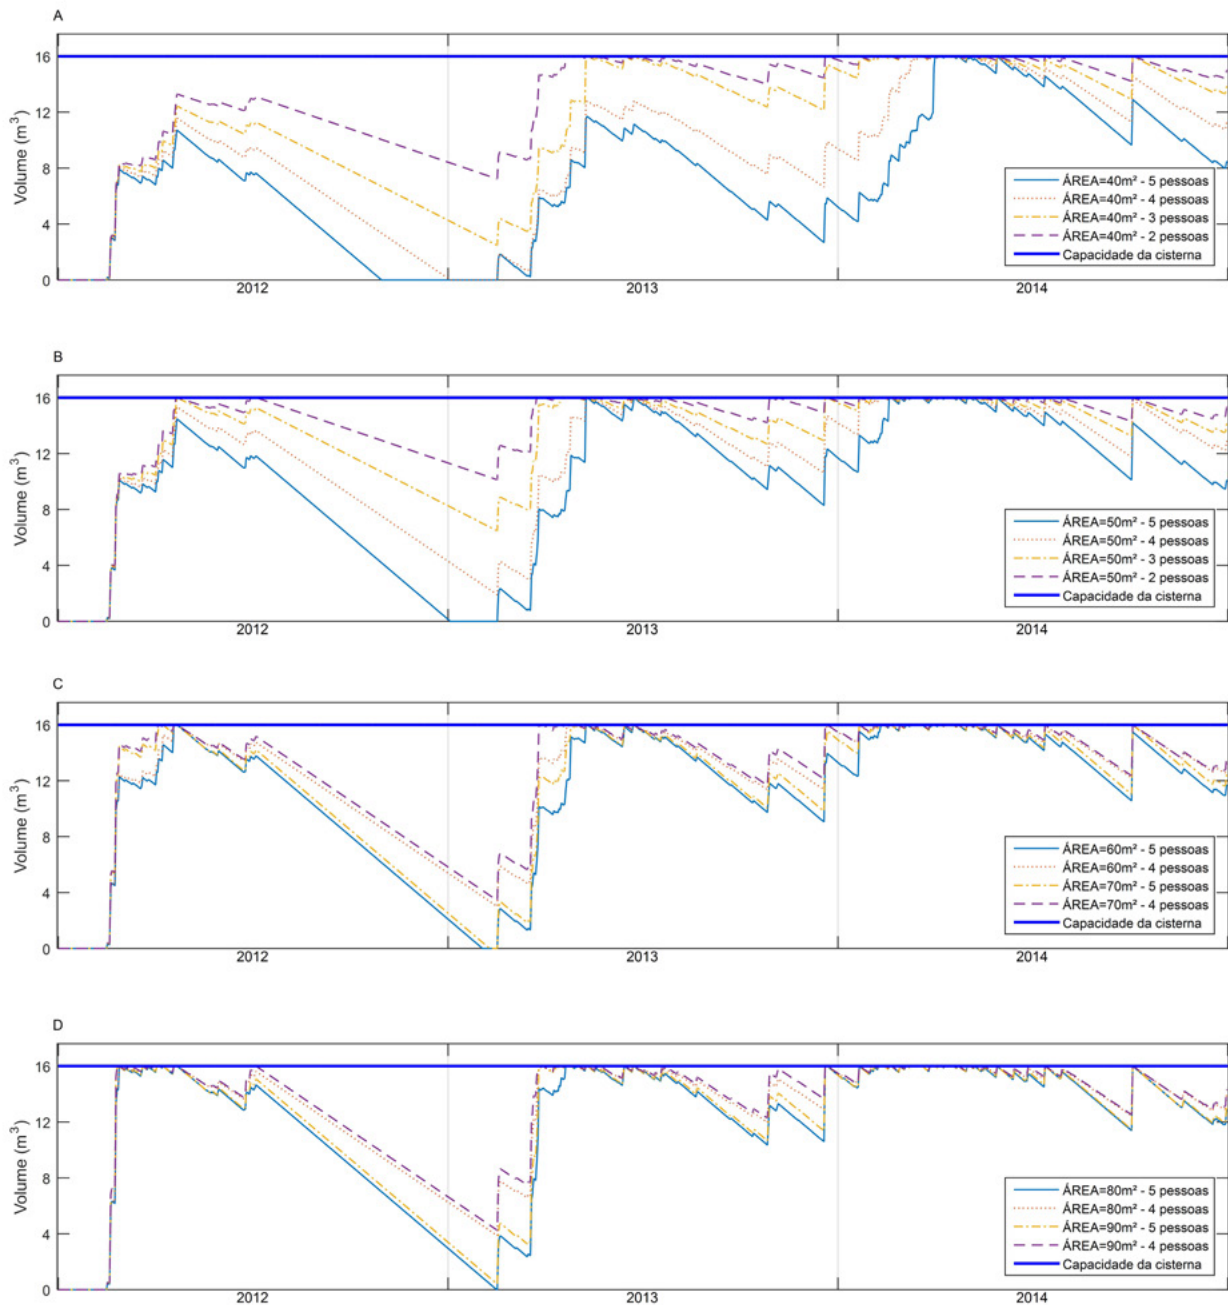 A
Volume (m³)
16
12
8
4
0
2012
2013
2014
ÁREA=40m² - 5 pessoas
ÁREA=40m² - 4 pessoas
ÁREA=40m² - 3 pessoas
ÁREA=40m² - 2 pessoas
Capacidade da cisterna
B
Volume (m³)
16
12
8
4
0
2012
2013
2014
ÁREA=50m² - 5 pessoas
ÁREA=50m² - 4 pessoas
ÁREA=50m² - 3 pessoas
ÁREA=50m² - 2 pessoas
Capacidade da cisterna
C
Volume (m³)
16
12
8
4
0
2012
2013
2014
ÁREA=60m² - 5 pessoas
ÁREA=60m² - 4 pessoas
ÁREA=70m² - 5 pessoas
ÁREA=70m² - 4 pessoas
Capacidade da cisterna
D
Volume (m³)
16
12
8
4
0
2012
2013
2014
ÁREA=80m² - 5 pessoas
ÁREA=80m² - 4 pessoas
ÁREA=90m² - 5 pessoas
ÁREA=90m² - 4 pessoas
Capacidade da cisterna